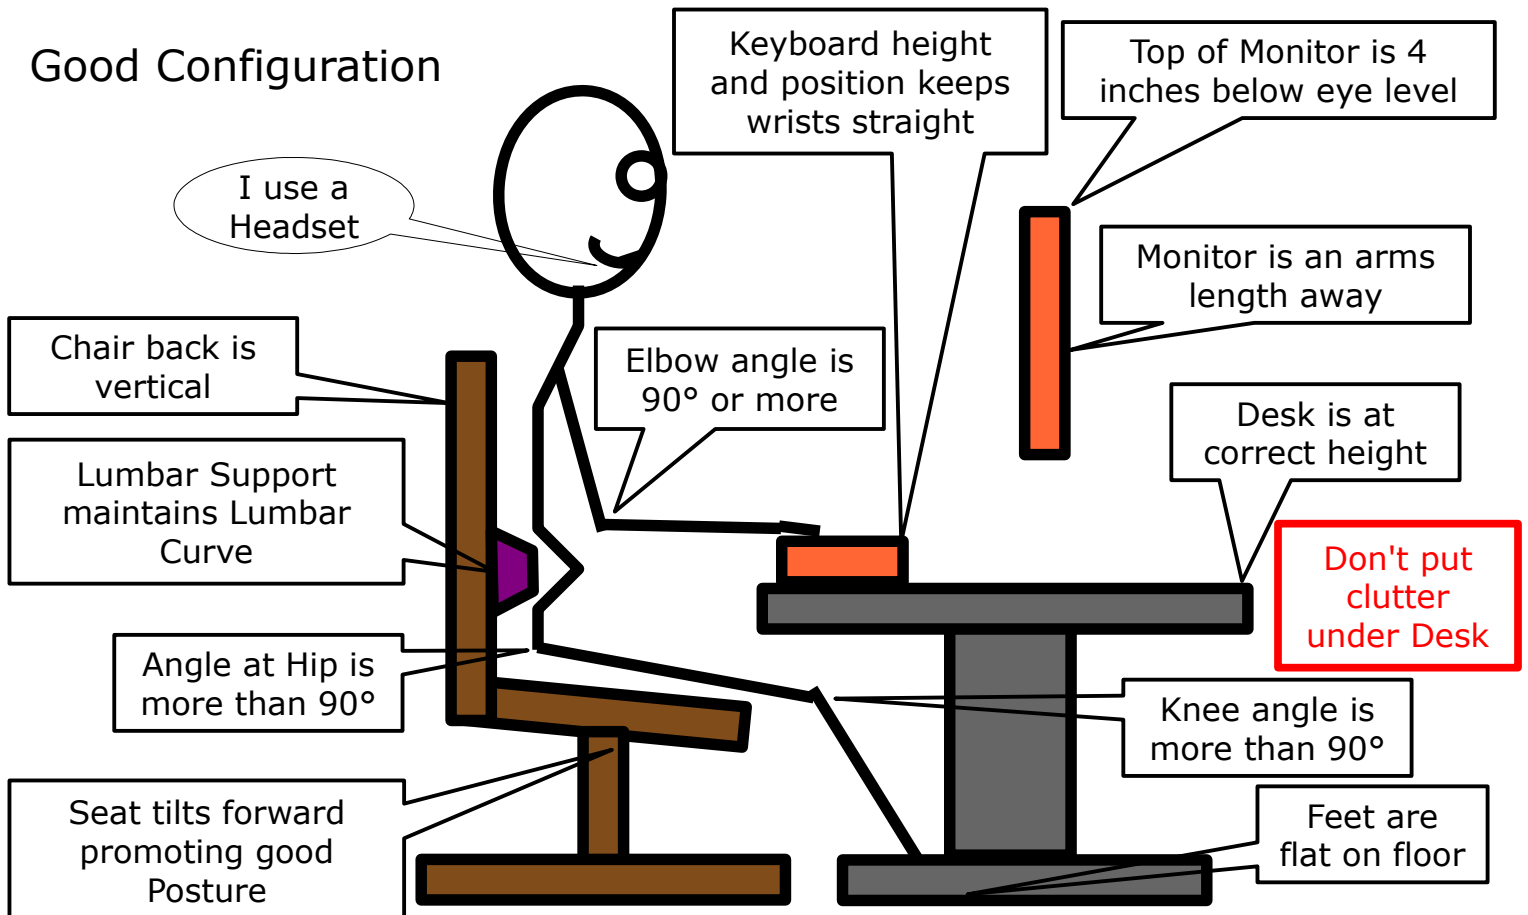 Good Configuration
Keyboard height
and position keeps
wrists straight
Top of Monitor is 4
inches below eye level
I use a
Headset
Monitor is an arms
length away
Chair back is
vertical
Elbow angle is
90° or more
Desk is at
correct height
Lumbar Support
maintains Lumbar
Curve
Don't put
clutter
under Desk
Angle at Hip is
more than 90°
Knee angle is
more than 90°
Seat tilts forward
promoting good
Posture
Feet are
flat on floor